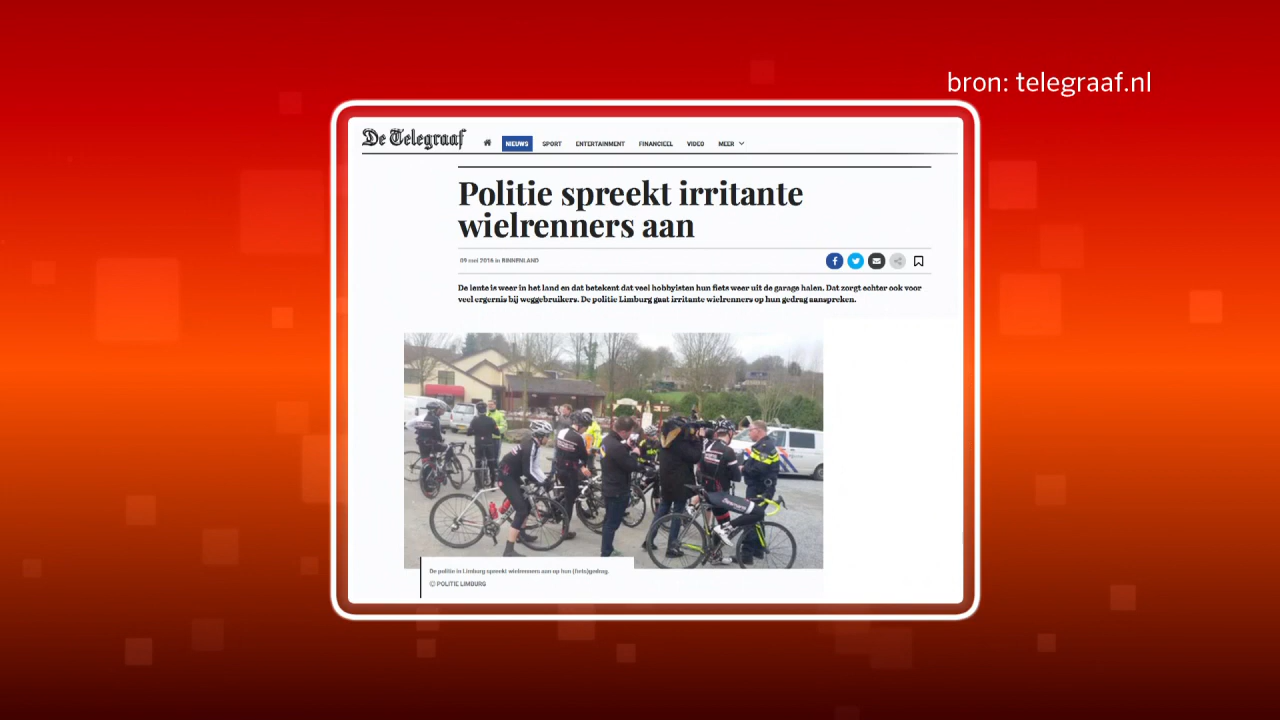 bron: telegraaf.nl
De Telegraaf
NIEUWS SPORT ENTERTAINMENT FINANCIEEL VIDEO MEER
Politie spreekt irritante
wielrenners aan
09 mei 2016 in BINNENLAND
De lente is weer in het land en dat betekent dat veel hobbyisten hun fiets weer uit de garage halen. Dat zorgt echter ook voor
veel ergernis bij weggebruikers. De politie Limburg gaat irritante wielrenners op hun gedrag aanspreken.
De politie in Limburg spreekt wielrenners aan op hun (fiets)gedrag.
© POLITIE LIMBURG